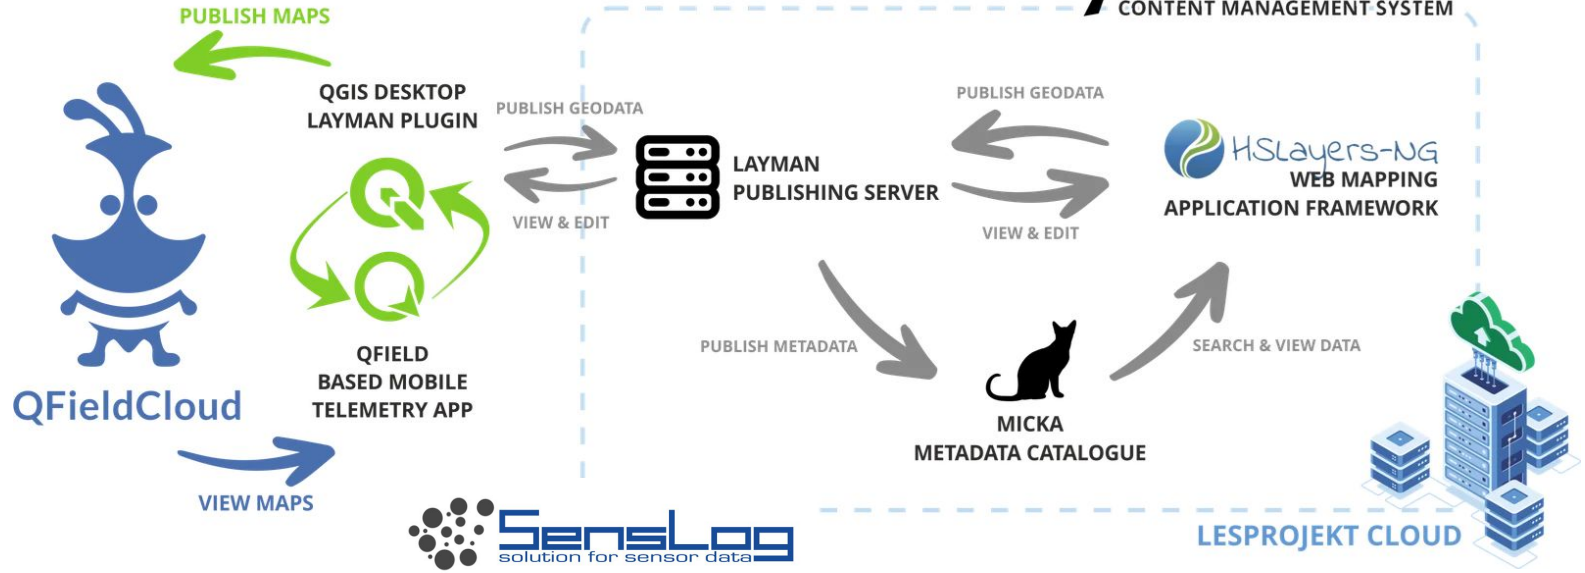 CONTENT MANAGEMENT SYSTEM
PUBLISH MAPS
QGIS DESKTOP
LAYMAN PLUGIN
PUBLISH GEODATA
VIEW & EDIT
LAYMAN
PUBLISHING SERVER
PUBLISH GEODATA
VIEW & EDIT
HSLayers-NG
WEB MAPPING
APPLICATION FRAMEWORK
QFieldCloud
QFIELD
BASED MOBILE
TELEMETRY APP
VIEW MAPS
PUBLISH METADATA
SEARCH & VIEW DATA
MICKA
METADATA CATALOGUE
SensLog
solution for sensor data
LESPROJEKT CLOUD